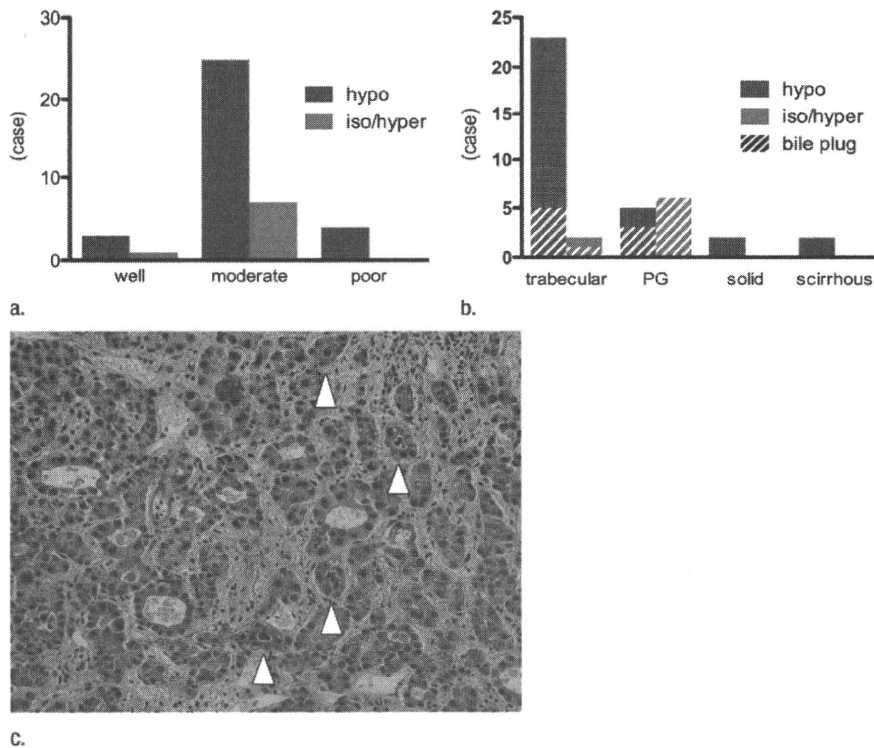 30
20
10
0
(case)
hypo
iso/hyper
well
moderate
poor
a.
25
20
15
10
5
0
(case)
hypo
iso/hyper
bile plug
trabecular
PG
solid
scirrhous
b.
c.